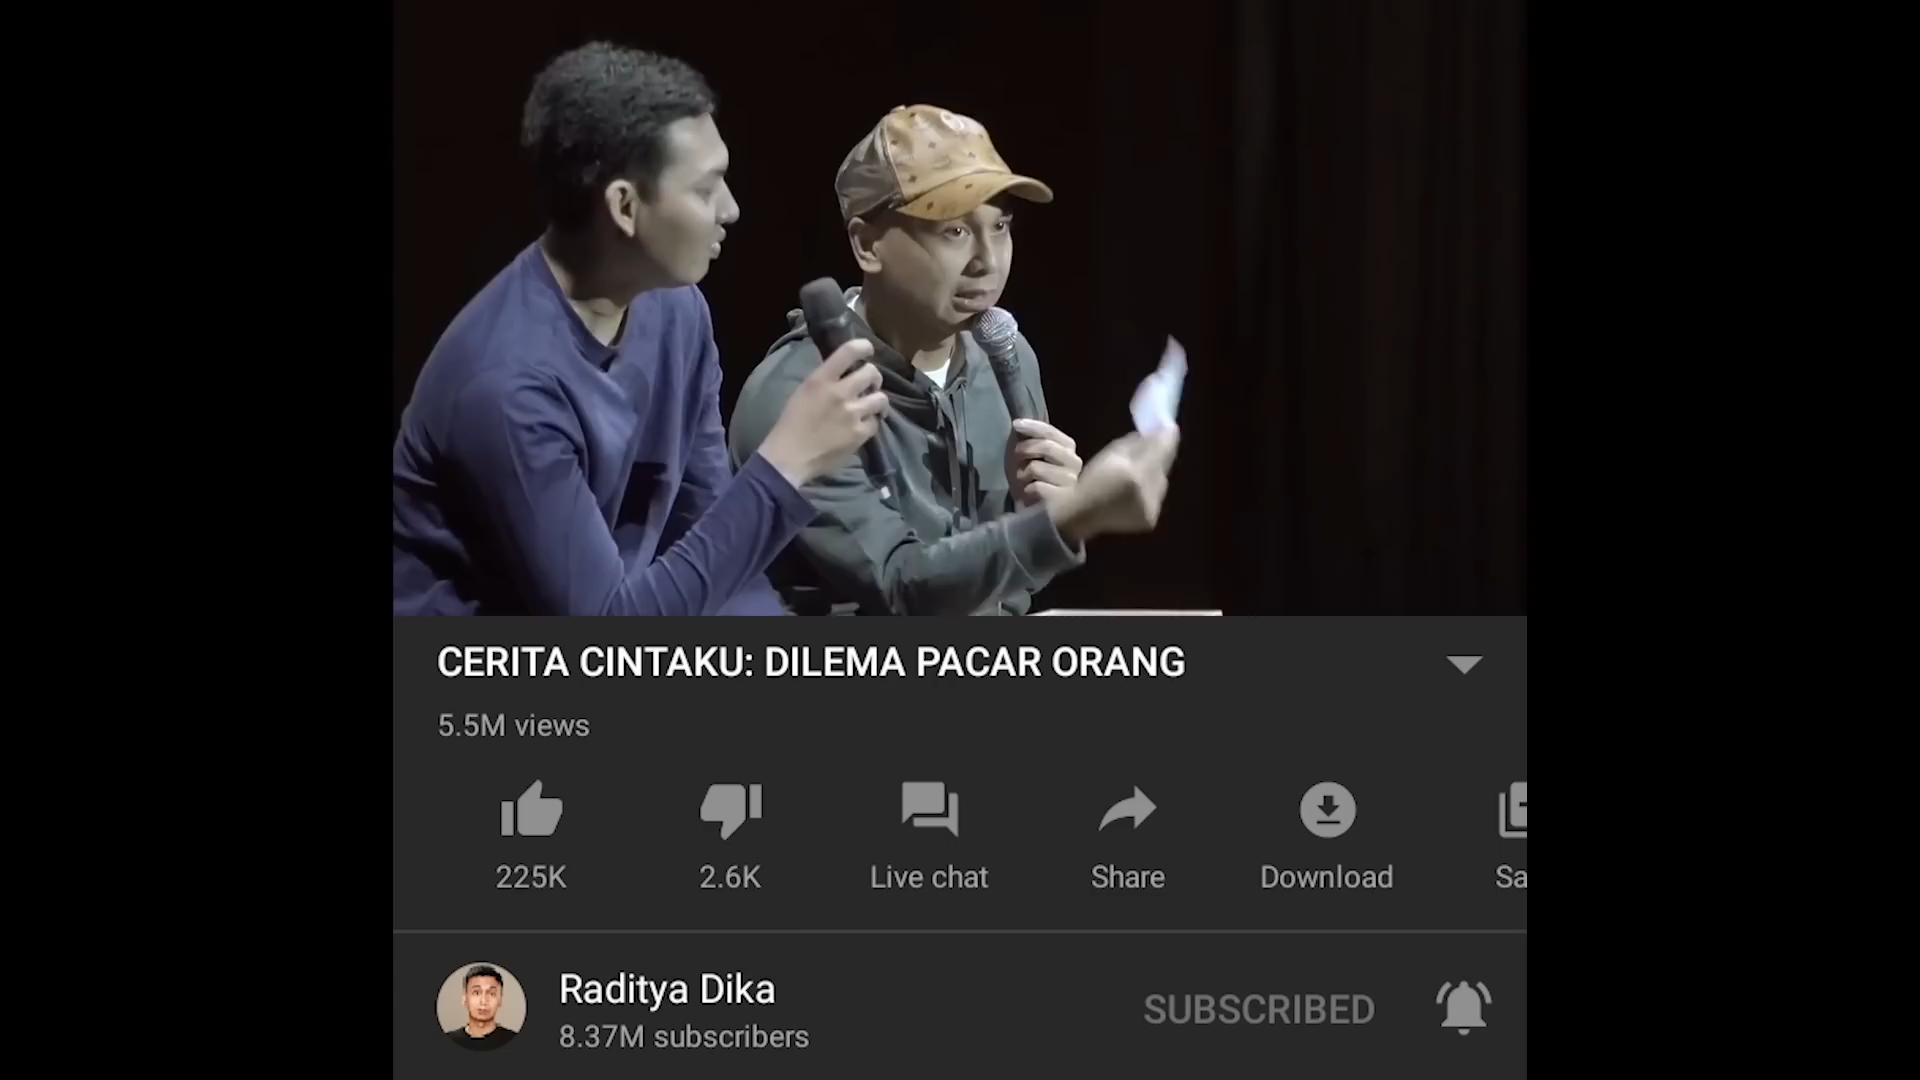 CERITA CINTAKU: DILEMA PACAR ORANG
5.5M views
225K
2.6K
Live chat
Share
Download
Sa
Raditya Dika
8.37M subscribers
SUBSCRIBED